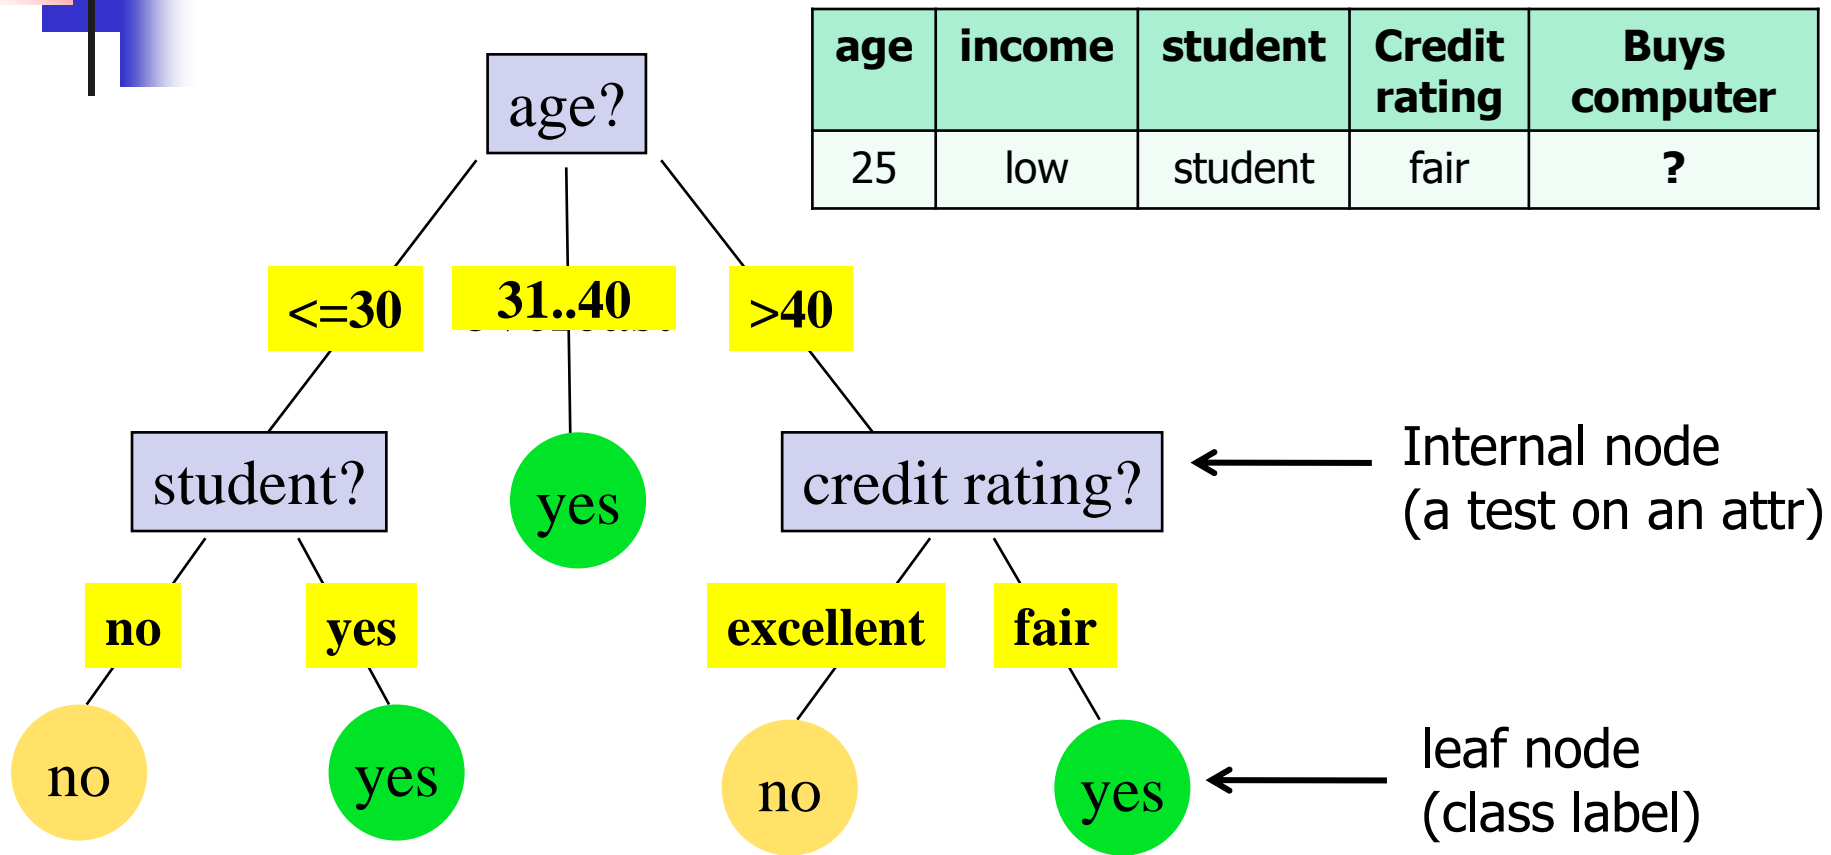 age income student Credit rating Buys computer
25 low student fair ?
age?
<=30 31..40 >40
student? yes credit rating?
Internal node
(a test on an attr)
no yes excellent fair
no yes no yes
leaf node
(class label)